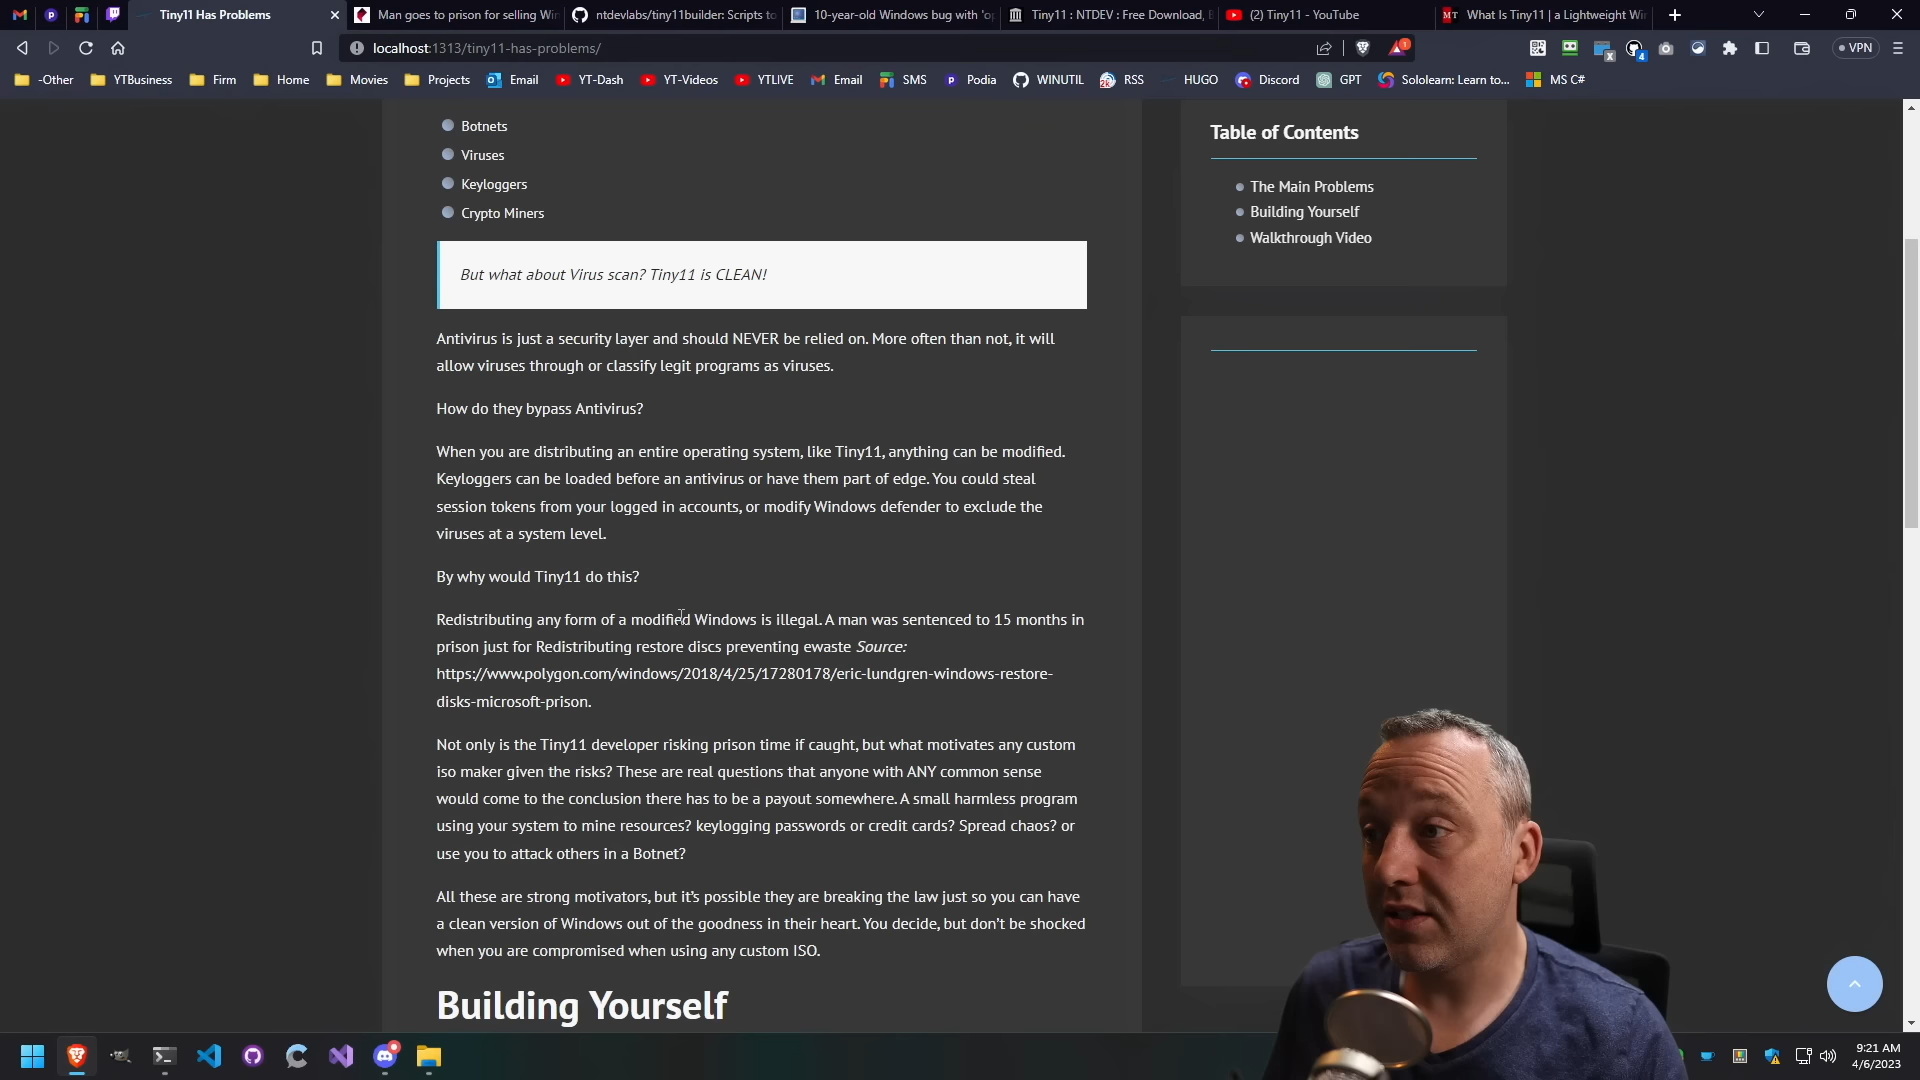 Tiny11 Has Problems
Man goes to prison for selling Win
ntdevlabs/tiny11builder: Scripts to
10-year-old Windows bug with 'op
Tiny11 : NTDEV : Free Download, B
(2) Tiny11 - YouTube
What Is Tiny11 | a Lightweight Wi
localhost:1313/tiny11-has-problems/
VPN
-Other
YTBusiness
Firm
Home
Movies
Projects
Email
YT-Dash
YT-Videos
YTLIVE
Email
SMS
Podia
WINUTIL
RSS
HUGO
Discord
GPT
Sololearn: Learn to...
MS C#
Botnets
Viruses
Keyloggers
Crypto Miners
But what about Virus scan? Tiny11 is CLEAN!
Antivirus is just a security layer and should NEVER be relied on. More often than not, it will
allow viruses through or classify legit programs as viruses.
How do they bypass Antivirus?
When you are distributing an entire operating system, like Tiny11, anything can be modified.
Keyloggers can be loaded before an antivirus or have them part of edge. You could steal
session tokens from your logged in accounts, or modify Windows defender to exclude the
viruses at a system level.
By why would Tiny11 do this?
Redistributing any form of a modified Windows is illegal. A man was sentenced to 15 months in
prison just for Redistributing restore discs preventing ewaste Source:
https://www.polygon.com/windows/2018/4/25/17280178/eric-lundgren-windows-restore-
disks-microsoft-prison.
Not only is the Tiny11 developer risking prison time if caught, but what motivates any custom
iso maker given the risks? These are real questions that anyone with ANY common sense
would come to the conclusion there has to be a payout somewhere. A small harmless program
using your system to mine resources? keylogging passwords or credit cards? Spread chaos? or
use you to attack others in a Botnet?
All these are strong motivators, but it's possible they are breaking the law just so you can have
a clean version of Windows out of the goodness in their heart. You decide, but don't be shocked
when you are compromised when using any custom ISO.
Building Yourself
Table of Contents
The Main Problems
Building Yourself
Walkthrough Video
9:21 AM
4/6/2023